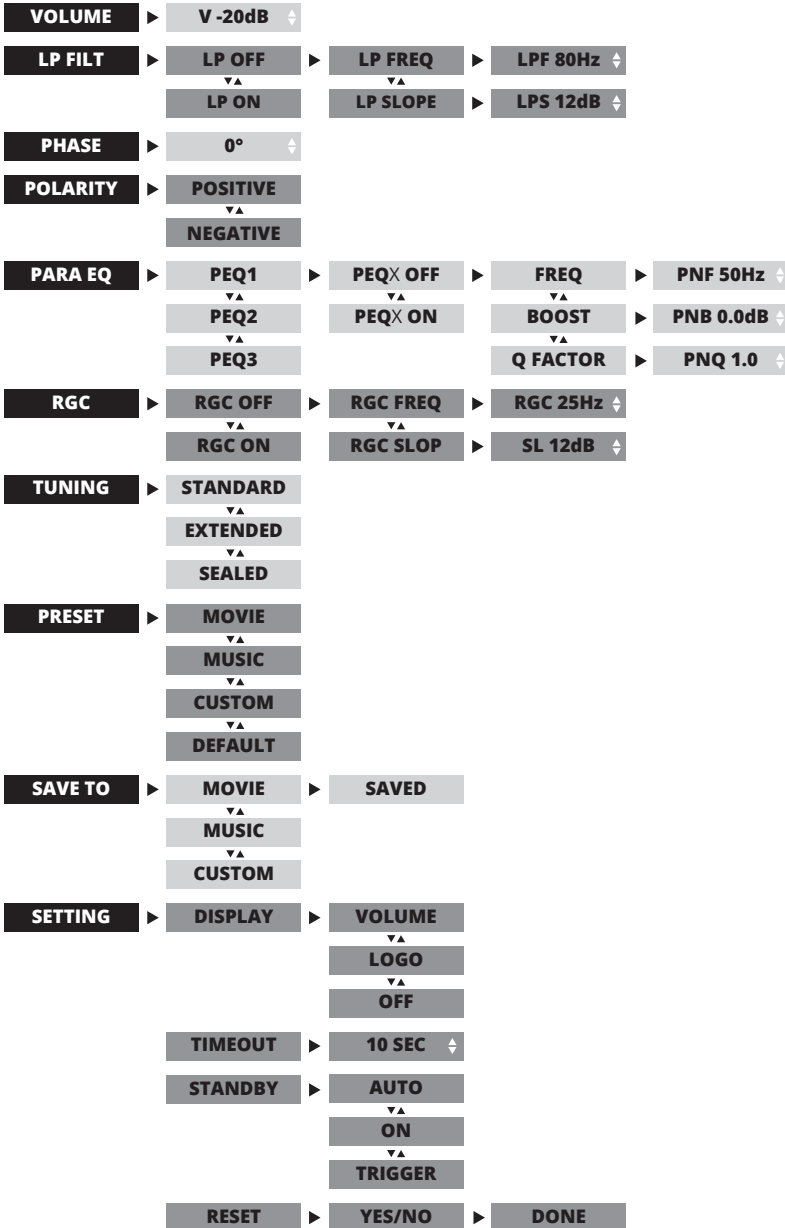 VOLUME V -20dB
LP FILT LP OFF LP FREQ LPF 80Hz
LP ON LP SLOPE LPS 12dB
PHASE 0°
POLARITY POSITIVE
NEGATIVE
PARA EQ PEQ1 PEQX OFF FREQ PNF 50Hz
PEQ2 PEQX ON BOOST PNB 0.0dB
PEQ3 Q FACTOR PNQ 1.0
RGC RGC OFF RGC FREQ RGC 25Hz
RGC ON RGC SLOP SL 12dB
TUNING STANDARD
EXTENDED
SEALED
PRESET MOVIE
MUSIC
CUSTOM
DEFAULT
SAVE TO MOVIE SAVED
MUSIC
CUSTOM
SETTING DISPLAY VOLUME
LOGO
OFF
TIMEOUT 10 SEC
STANDBY AUTO
ON
TRIGGER
RESET YES/NO DONE